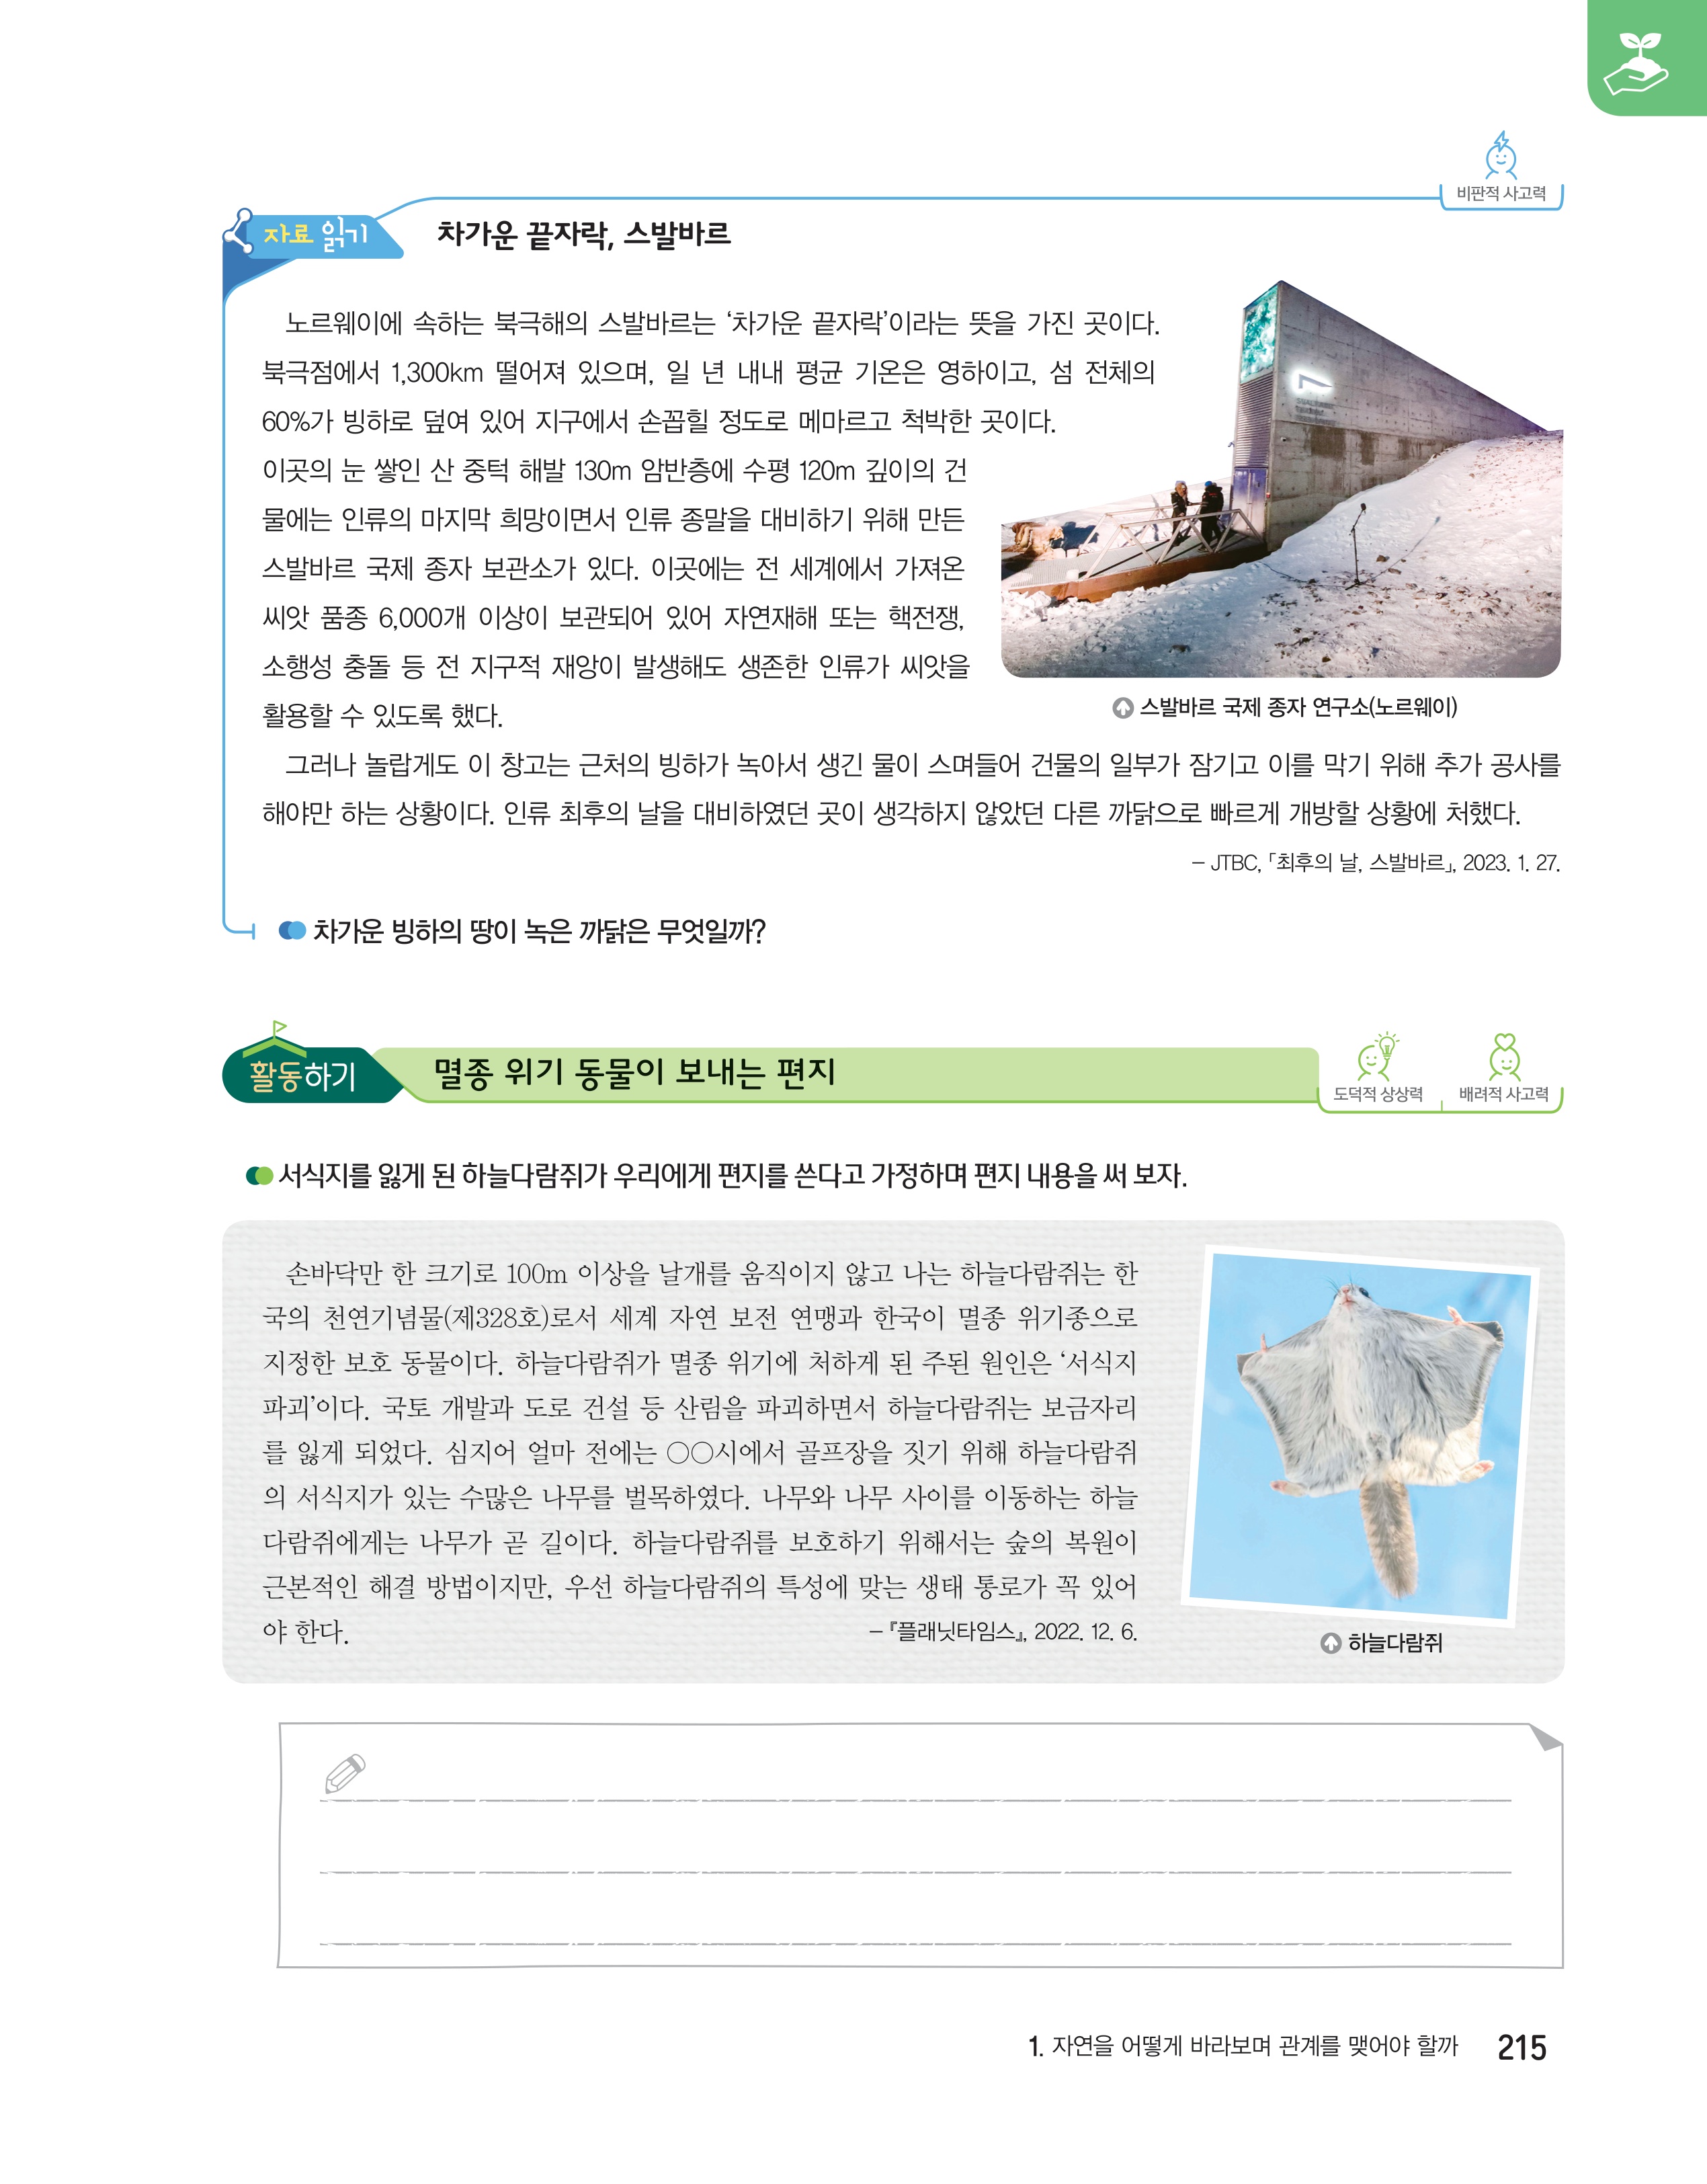 비판적 사고력
자료 읽기
차가운 끝자락, 스발바르
노르웨이에 속하는 북극해의 스발바르는 ‘차가운 끝자락’이라는 뜻을 가진 곳이다.
북극점에서 1,300km 떨어져 있으며, 일 년 내내 평균 기온은 영하이고, 섬 전체의
60%가 빙하로 덮여 있어 지구에서 손꼽힐 정도로 메마르고 척박한 곳이다.
이곳의 눈 쌓인 산 중턱 해발 130m 암반층에 수평 120m 깊이의 건
물에는 인류의 마지막 희망이면서 인류 종말을 대비하기 위해 만든
스발바르 국제 종자 보관소가 있다. 이곳에는 전 세계에서 가져온
씨앗 품종 6,000개 이상이 보관되어 있어 자연재해 또는 핵전쟁,
소행성 충돌 등 전 지구적 재앙이 발생해도 생존한 인류가 씨앗을
활용할 수 있도록 했다.
스발바르 국제 종자 연구소(노르웨이)
그러나 놀랍게도 이 창고는 근처의 빙하가 녹아서 생긴 물이 스며들어 건물의 일부가 잠기고 이를 막기 위해 추가 공사를
해야만 하는 상황이다. 인류 최후의 날을 대비하였던 곳이 생각하지 않았던 다른 까닭으로 빠르게 개방할 상황에 처했다.
– JTBC, 「최후의 날, 스발바르」, 2023. 1. 27.
차가운 빙하의 땅이 녹은 까닭은 무엇일까?
활동하기
멸종 위기 동물이 보내는 편지
도덕적 상상력
배려적 사고력
서식지를 잃게 된 하늘다람쥐가 우리에게 편지를 쓴다고 가정하며 편지 내용을 써 보자.
손바닥만 한 크기로 100m 이상을 날개를 움직이지 않고 나는 하늘다람쥐는 한
국의 천연기념물(제328호)로서 세계 자연 보전 연맹과 한국이 멸종 위기종으로
지정한 보호 동물이다. 하늘다람쥐가 멸종 위기에 처하게 된 주된 원인은 ‘서식지
파괴’이다. 국토 개발과 도로 건설 등 산림을 파괴하면서 하늘다람쥐는 보금자리
를 잃게 되었다. 심지어 얼마 전에는 ○○시에서 골프장을 짓기 위해 하늘다람쥐
의 서식지가 있는 수많은 나무를 벌목하였다. 나무와 나무 사이를 이동하는 하늘
다람쥐에게는 나무가 곧 길이다. 하늘다람쥐를 보호하기 위해서는 숲의 복원이
근본적인 해결 방법이지만, 우선 하늘다람쥐의 특성에 맞는 생태 통로가 꼭 있어
야 한다.
– 『플래닛타임스』, 2022. 12. 6.
하늘다람쥐
1. 자연을 어떻게 바라보며 관계를 맺어야 할까 215